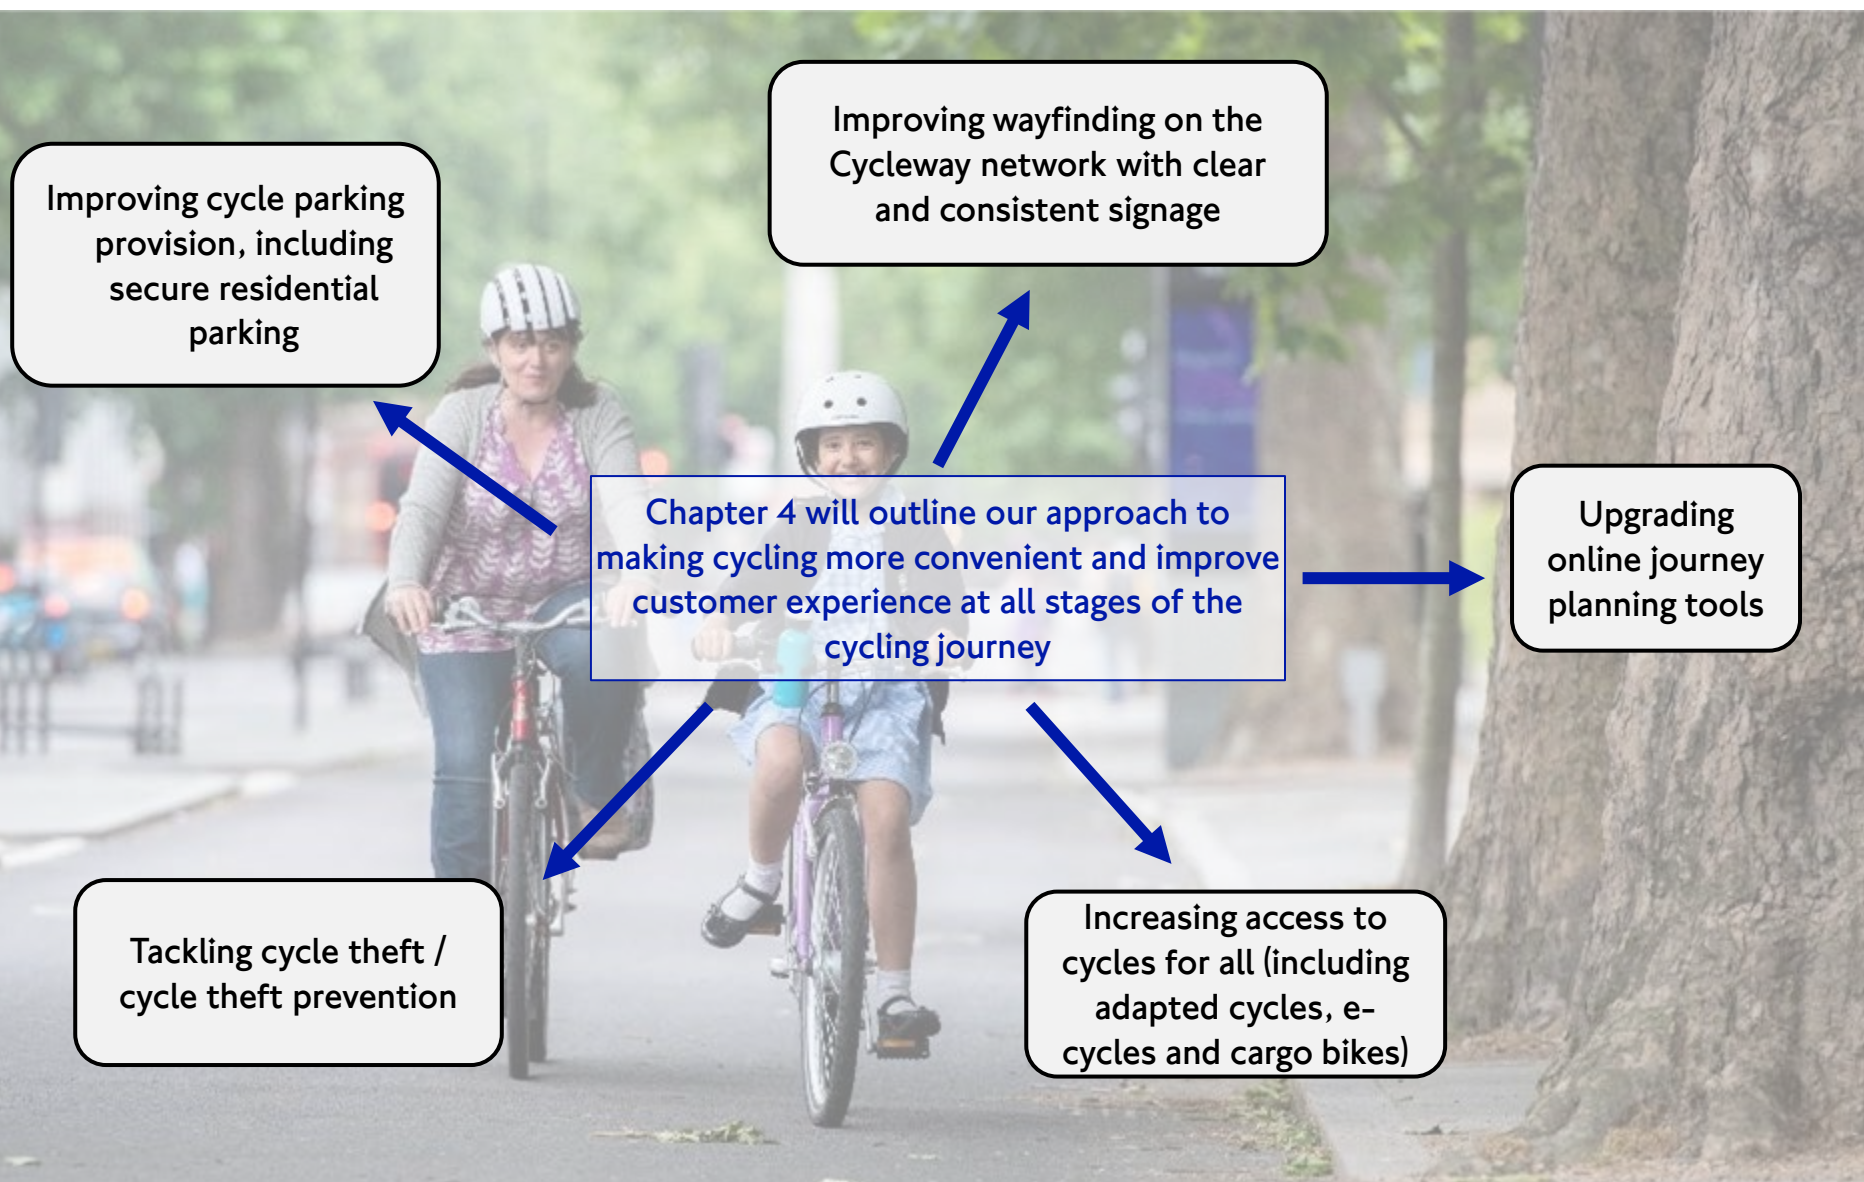 Improving wayfinding on the
Cycleway network with clear
and consistent signage
Improving cycle parking
provision, including
secure residential
parking
Chapter 4 will outline our approach to
making cycling more convenient and improve
customer experience at all stages of the
cycling journey
Upgrading
online journey
planning tools
Tackling cycle theft /
cycle theft prevention
Increasing access to
cycles for all (including
adapted cycles, e-
cycles and cargo bikes)